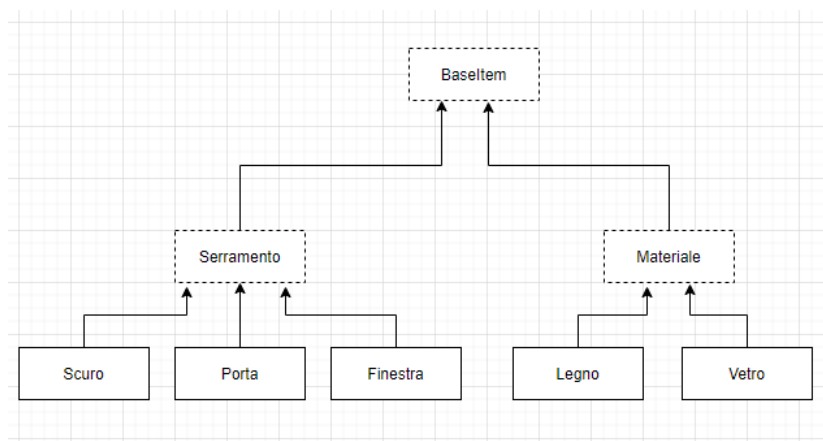 BaseItem
Serramento
Materiale
Scuro
Porta
Finestra
Legno
Vetro